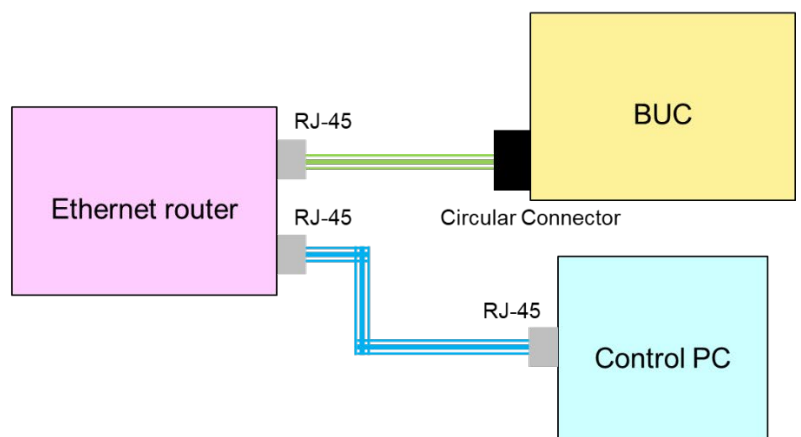 RJ-45
BUC
Ethernet router
RJ-45
Circular Connector
RJ-45
Control PC